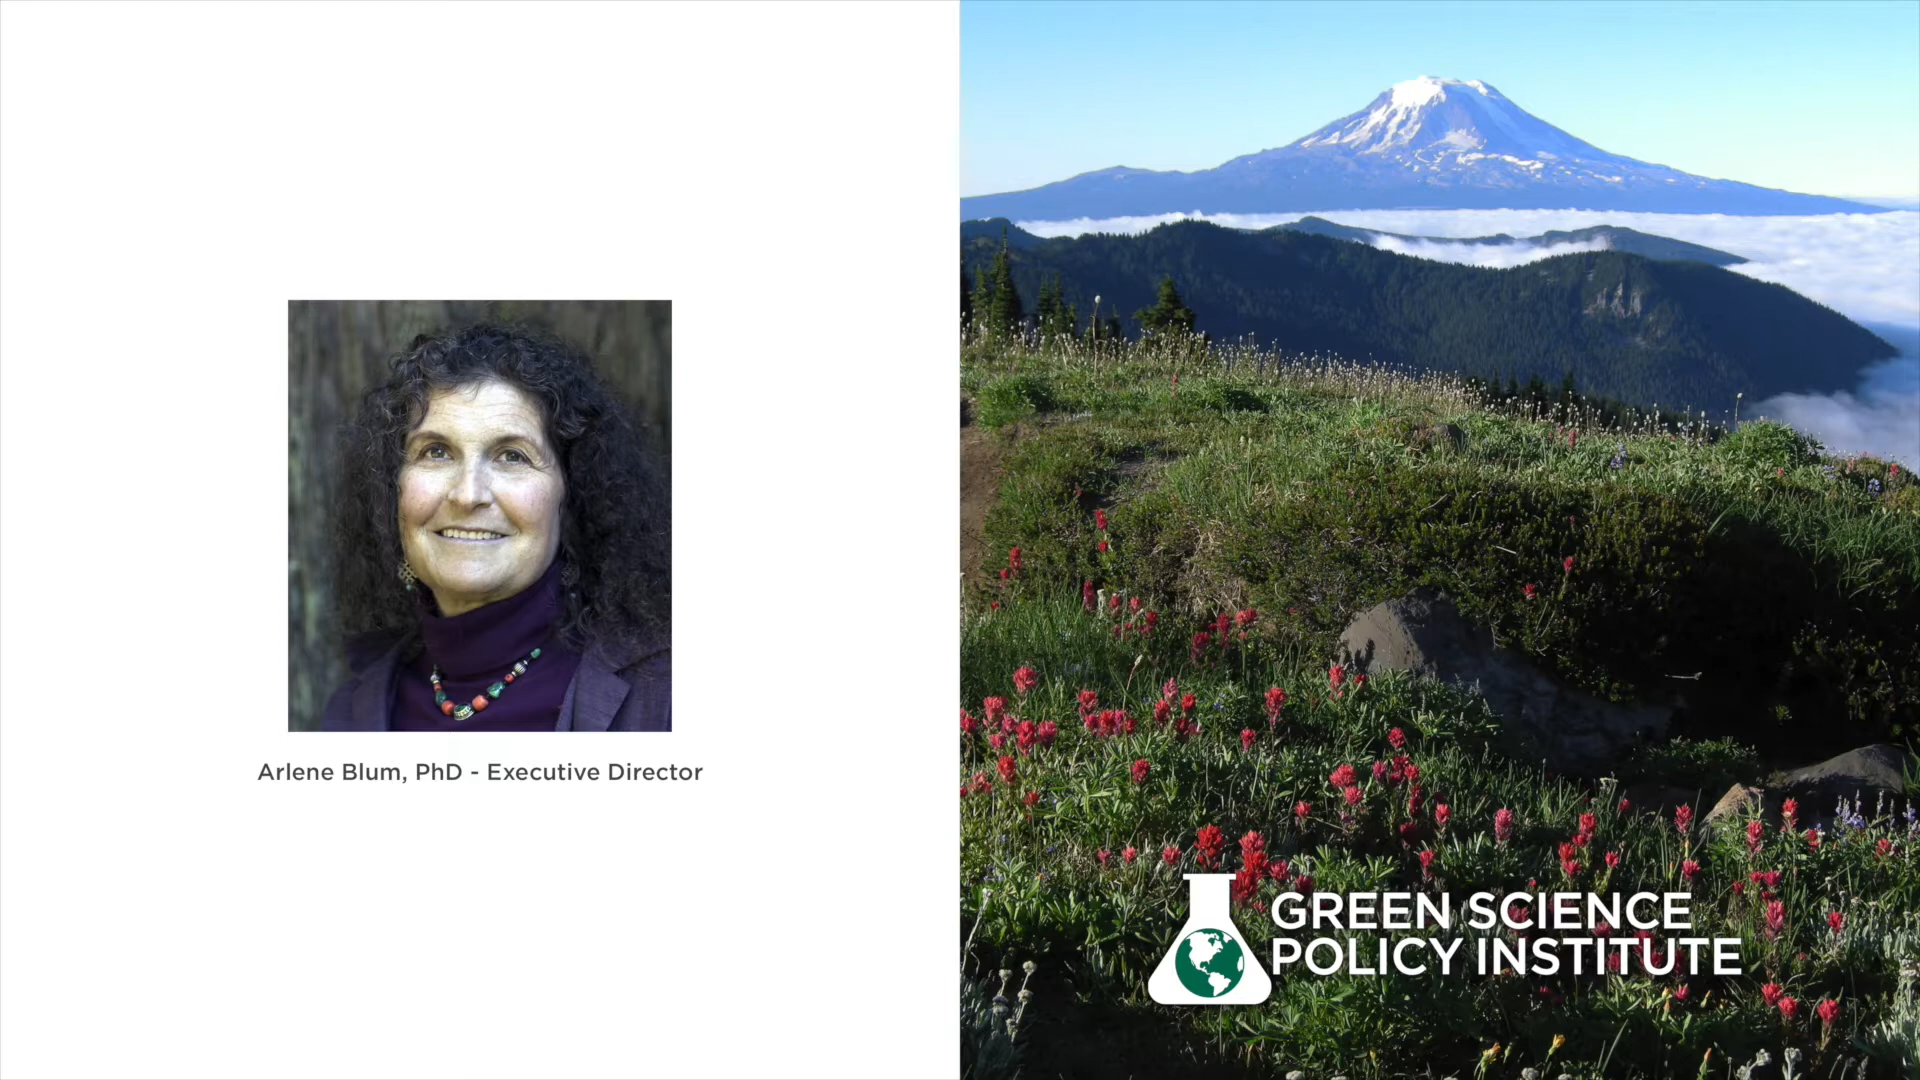 Arlene Blum, PhD - Executive Director
GREEN SCIENCE
POLICY INSTITUTE